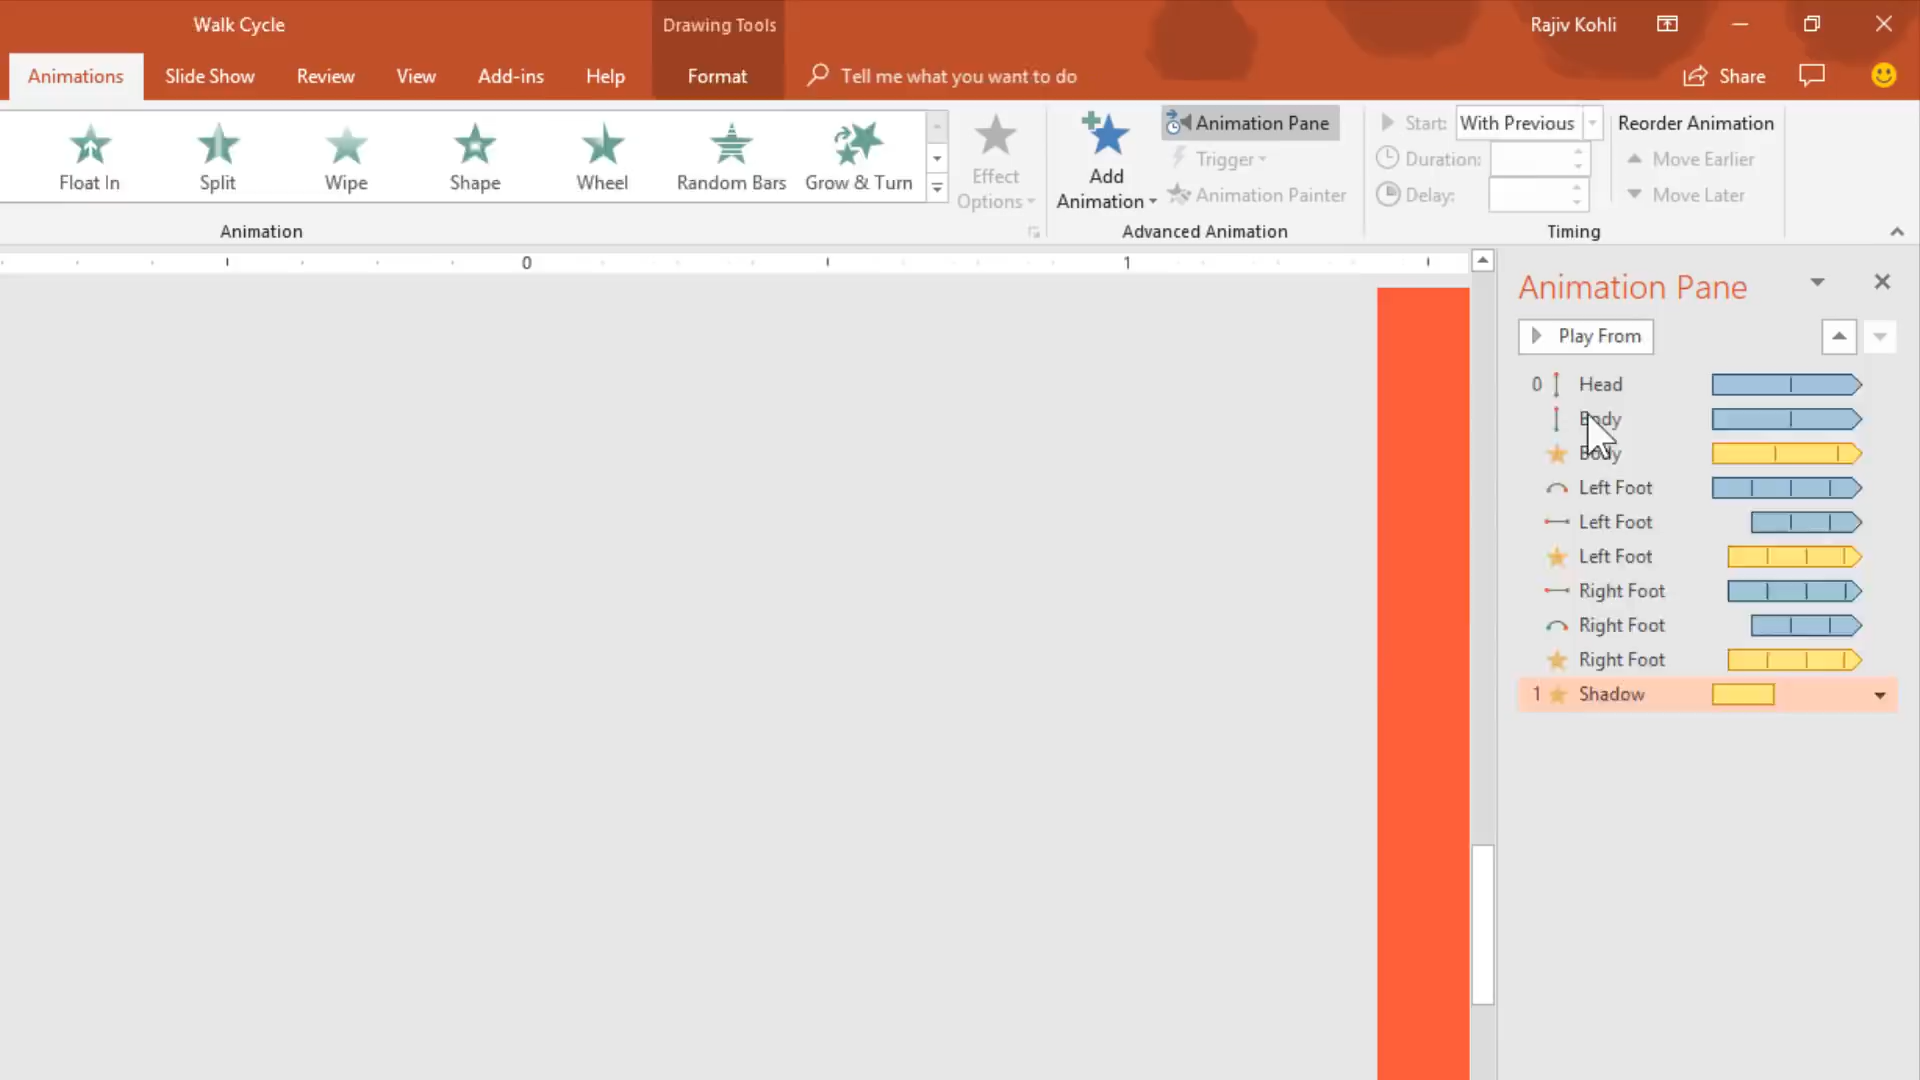 Walk Cycle
Drawing Tools
Rajiv Kohli
Animations
Slide Show
Review
View
Add-ins
Help
Format
Tell me what you want to do
Share
Float In
Split
Wipe
Shape
Wheel
Random Bars
Grow & Turn
Effect
Options
Add
Animation
Animation Pane
Trigger
Animation Painter
Start: With Previous
Duration:
Delay:
Reorder Animation
Move Earlier
Move Later
Animation
Advanced Animation
Timing
0
1
Animation Pane
Play From
0 Head
Body
Body
Left Foot
Left Foot
Left Foot
Right Foot
Right Foot
Right Foot
1 Shadow